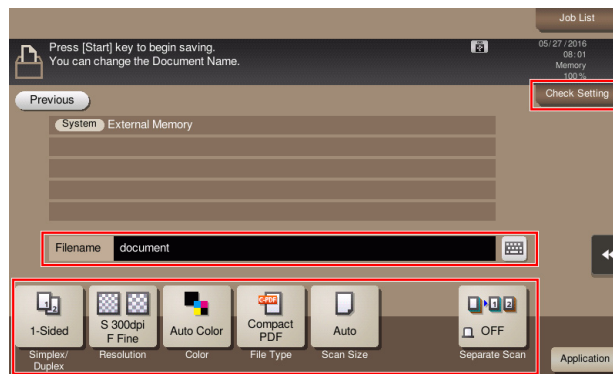 Job List
Press [Start] key to begin saving.
You can change the Document Name.
05/27/2016
08:01
Memory
100%
Previous
Check Setting
System External Memory
Filename document
1-Sided
S 300dpi
F Fine
Auto Color
C-PDF
Compact
PDF
Auto
OFF
Simplex/
Duplex
Resolution
Color
File Type
Scan Size
Separate Scan
Application